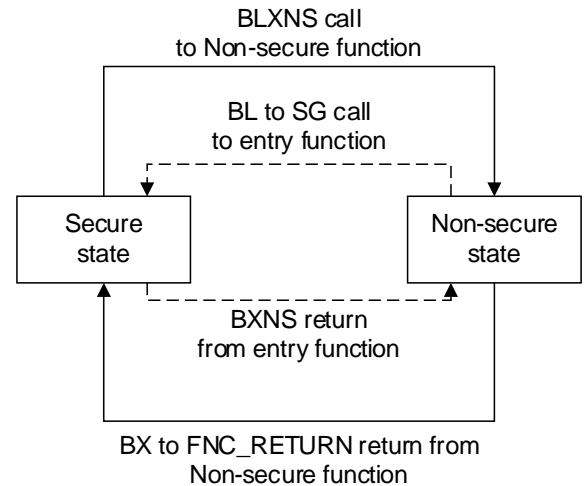 BLXNS call
to Non-secure function
BL to SG call
to entry function
Secure
state
Non-secure
state
BXNS return
from entry function
BX to FNC_RETURN return from
Non-secure function